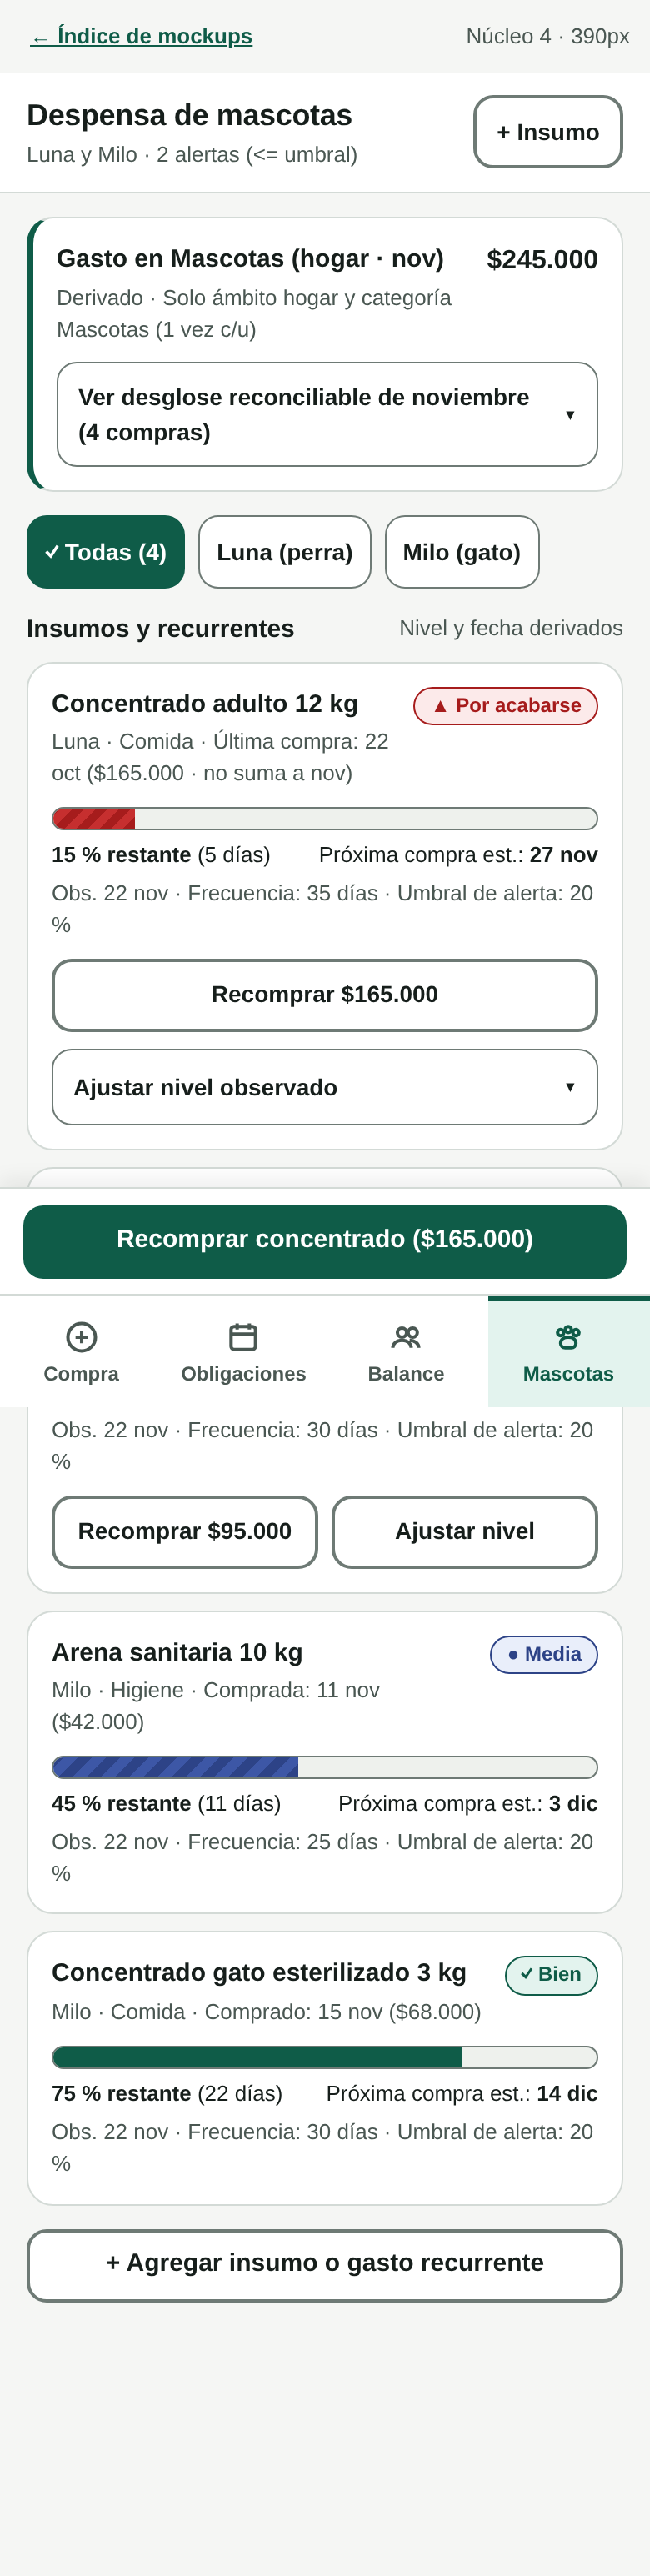 ← Índice de mockups
Núcleo 4 · 390px
Despensa de mascotas
Luna y Milo · 2 alertas (<= umbral)
+ Insumo
Gasto en Mascotas (hogar · nov)
$245.000
Derivado · Solo ámbito hogar y categoría
Mascotas (1 vez c/u)
Ver desglose reconciliable de noviembre
(4 compras)
▼
✓ Todas (4)
Luna (perra)
Milo (gato)
Insumos y recurrentes
Nivel y fecha derivados
Concentrado adulto 12 kg
▲ Por acabarse
Luna · Comida · Última compra: 22
oct ($165.000 · no suma a nov)
15 % restante (5 días)
Próxima compra est.: 27 nov
Obs. 22 nov · Frecuencia: 35 días · Umbral de alerta: 20
%
Recomprar $165.000
Ajustar nivel observado
▼
Recomprar concentrado ($165.000)
Compra
Obligaciones
Balance
Mascotas
Obs. 22 nov · Frecuencia: 30 días · Umbral de alerta: 20
%
Recomprar $95.000
Ajustar nivel
Arena sanitaria 10 kg
● Media
Milo · Higiene · Comprada: 11 nov
($42.000)
45 % restante (11 días)
Próxima compra est.: 3 dic
Obs. 22 nov · Frecuencia: 25 días · Umbral de alerta: 20
%
Concentrado gato esterilizado 3 kg
✓ Bien
Milo · Comida · Comprado: 15 nov ($68.000)
75 % restante (22 días)
Próxima compra est.: 14 dic
Obs. 22 nov · Frecuencia: 30 días · Umbral de alerta: 20
%
+ Agregar insumo o gasto recurrente